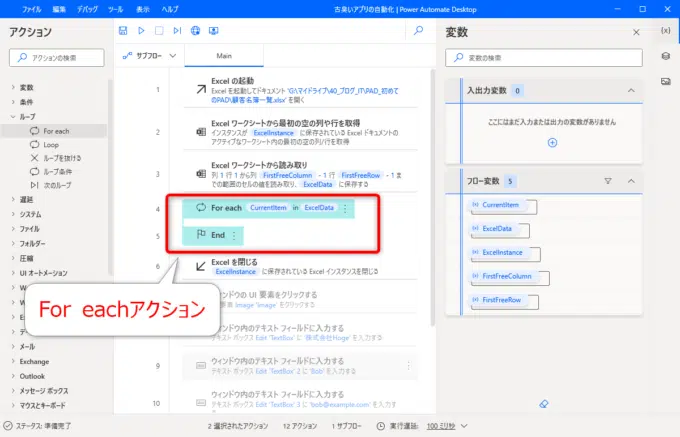 ファイル 編集 デバッグ ツール 表示 ヘルプ 古臭いアプリの自動化 | Power Automate Desktop
アクション
アクションの検索
変数
条件
ループ
For each
Loop
ループを抜ける
ループ条件
次のループ
遅延
システム
ファイル
フォルダー
圧縮
UI オートメーション
メール
Exchange
Outlook
メッセージ ボックス
マウスとキーボード
サブフロー Main
1 Excel の起動
Excel を起動してドキュメント 'G:\マイドライブ\40_ブログ_IT\PAD_初めて
のPAD\顧客名簿一覧.xlsx' を開く
2 Excel ワークシートから最初の空の列や行を取得
インスタンスが ExcelInstance に保存されている Excel ドキュメントの
アクティブなワークシート内の最初の空の列/行を取得
3 Excel ワークシートから読み取り
列 1 行 1 から列 FirstFreeColumn - 1 行 FirstFreeRow - 1 ま
での範囲のセルの値を読み取り、 ExcelData に保存する
4 For each CurrentItem in ExcelData
5 End
6 Excel を閉じる
ExcelInstance に保存されている Excel インスタンスを閉じる
ウィンドウの UI 要素をクリックする
要素 Image 'image' をクリックする
ウィンドウ内のテキスト フィールドに入力する
テキスト ボックス Edit 'TextBox' に '株式会社Hoge' を入力する
9 ウィンドウ内のテキスト フィールドに入力する
テキスト ボックス Edit 'TextBox' 2 に 'Bob' を入力する
10 ウィンドウ内のテキスト フィールドに入力する
テキスト ボックス Edit 'TextBox' 3 に 'bob@example.com' を入力す
る
For eachアクション
変数 {x}
変数の検索
入出力変数 0
ここにはまだ入力または出力の変数がありません
フロー変数 5
(x) CurrentItem
(x) ExcelData
(x) ExcelInstance
(x) FirstFreeColumn
(x) FirstFreeRow
ステータス: 準備完了 2 選択されたアクション 12 アクション 1 サブフロー 実行遅延: 100 ミリ秒